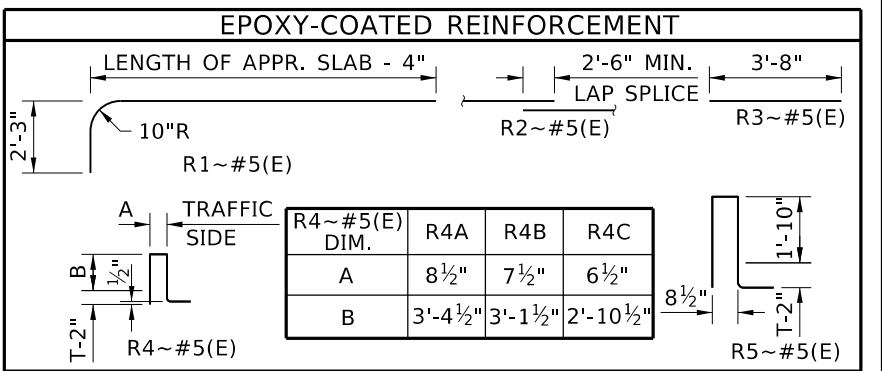 EPOXY-COATED REINFORCEMENT
LENGTH OF APPR. SLAB - 4"
2'-6" MIN.
LAP SPLICE
3'-8"
2'-3"
10"R
R1~#5(E)
R2~#5(E)
R3~#5(E)
A
TRAFFIC
SIDE
B
½"
T-2"
R4~#5(E)
R4~#5(E) DIM. R4A R4B R4C
A 8½" 7½" 6½"
B 3'-4½" 3'-1½" 2'-10½"
1'-10"
8½"
T-2"
R5~#5(E)